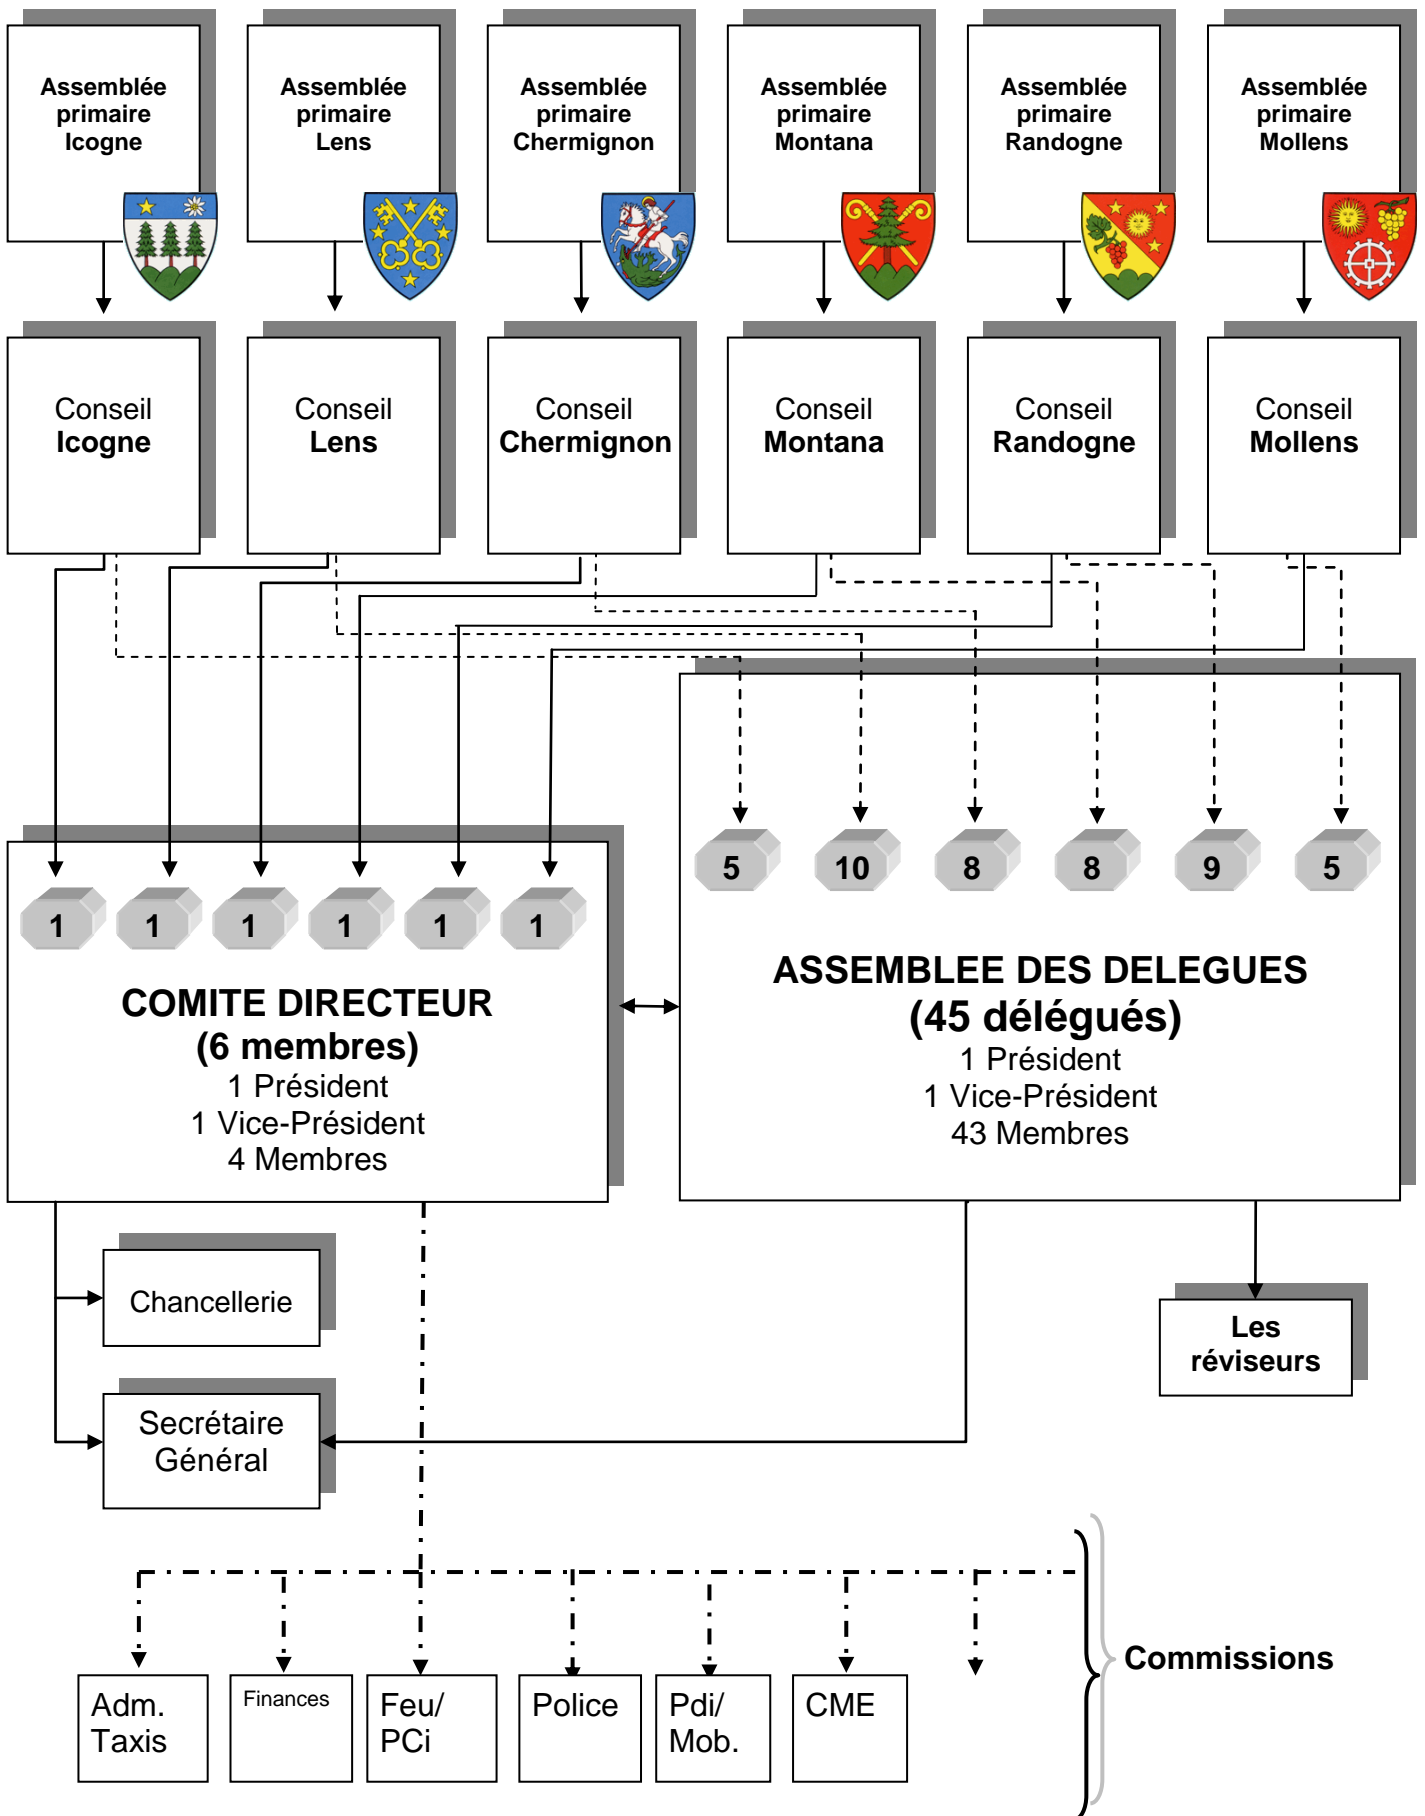 Assemblée
primaire
Icogne
Assemblée
primaire
Lens
Assemblée
primaire
Chermignon
Assemblée
primaire
Montana
Assemblée
primaire
Randogne
Assemblée
primaire
Mollens
Conseil
Icogne
Conseil
Lens
Conseil
Chermignon
Conseil
Montana
Conseil
Randogne
Conseil
Mollens
5
10
8
8
9
5
1
1
1
1
1
1
COMITE DIRECTEUR
(6 membres)
1 Président
1 Vice-Président
4 Membres
ASSEMBLEE DES DELEGUES
(45 délégués)
1 Président
1 Vice-Président
43 Membres
Chancellerie
Les
réviseurs
Secrétaire
Général
Commissions
Adm.
Taxis
Finances
Feu/
PCi
Police
Pdi/
Mob.
CME